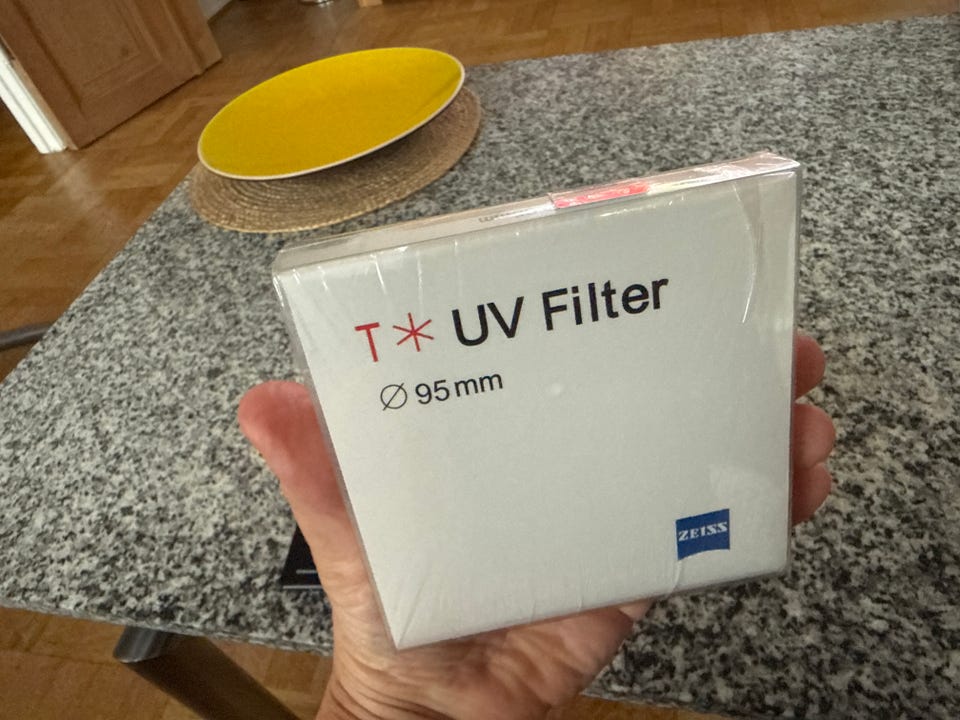 T* UV Filter
Ø 95 mm
ZEISS